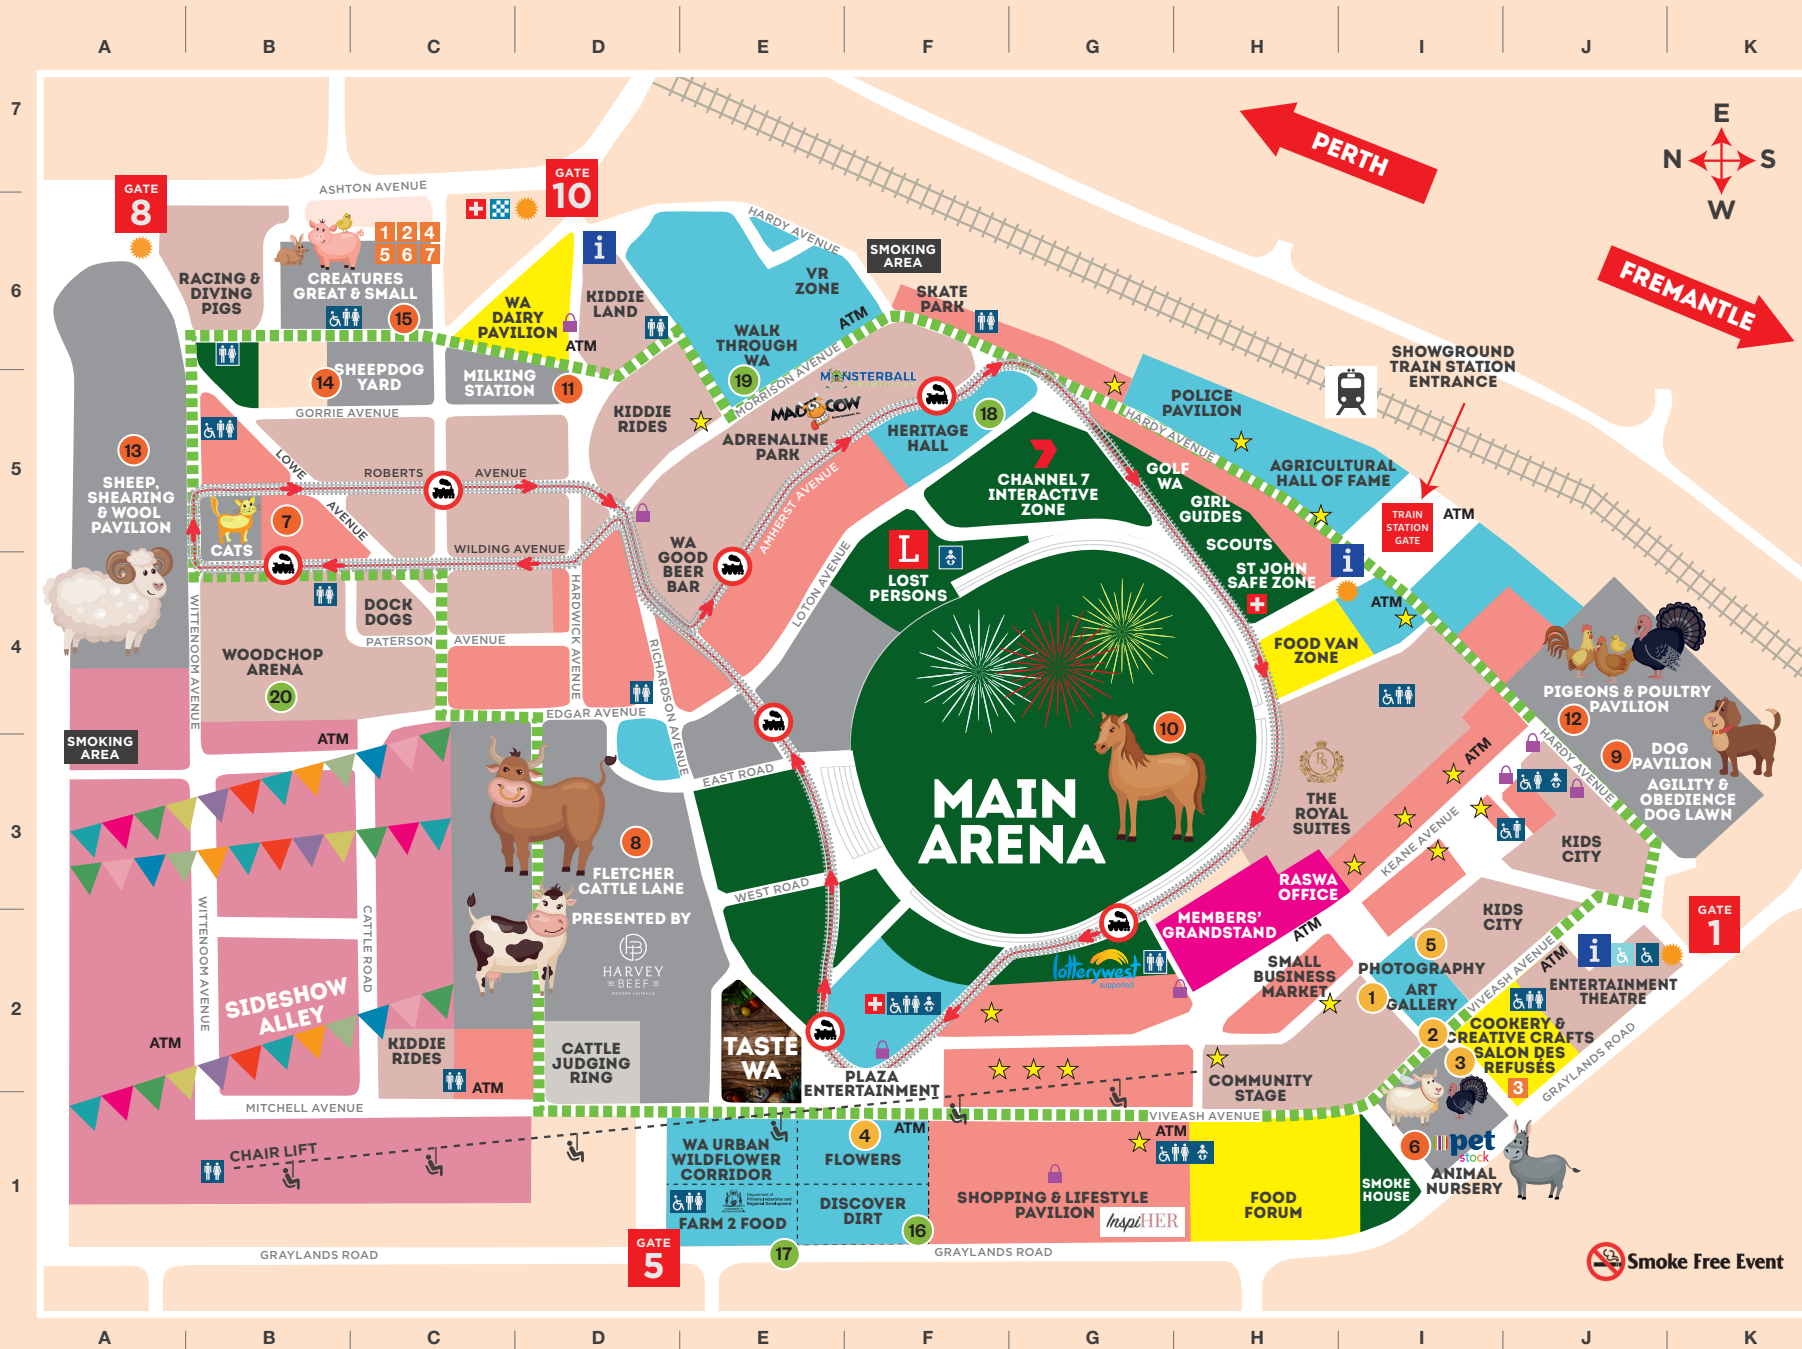 A B C D E F G H I J K
7
6
5
4
3
2
1
PERTH
FREMANTLE
E
N S
W
ASHTON AVENUE
GATE
8
GATE
10
HARDY AVENUE
SMOKING
AREA
RACING &
DIVING
PIGS
1 2 4
5 6 7
CREATURES
GREAT & SMALL
15
WA
DAIRY
PAVILION
ATM
i
KIDDIE
LAND
VR
ZONE
ATM
WALK
THROUGH
WA
19
MORRISON AVENUE
SKATE
PARK
SHOWGROUND
TRAIN STATION
ENTRANCE
14
SHEEPDOG
YARD
MILKING
STATION
11
GORRIE AVENUE
KIDDIE
RIDES
MONSTERBALL
MAD COW
ADRENALINE
PARK
HERITAGE
HALL
18
POLICE
PAVILION
HARDY AVENUE
AGRICULTURAL
HALL OF FAME
13
SHEEP,
SHEARING
& WOOL
PAVILION
LOWE
AVENUE
ROBERTS
AVENUE
CATS
7
WILDING AVENUE
AMHERST AVENUE
7
CHANNEL 7
INTERACTIVE
ZONE
GOLF
WA
GIRL
GUIDES
SCOUTS
ST JOHN
SAFE ZONE
TRAIN
STATION
GATE
ATM
i
ATM
WA
GOOD
BEER
BAR
L
LOST
PERSONS
LOTON AVENUE
DOCK
DOGS
PATERSON
AVENUE
HARDWICK AVENUE
RICHARDSON AVENUE
WITTENOOM AVENUE
WOODCHOP
ARENA
20
EDGAR AVENUE
FOOD VAN
ZONE
PIGEONS & POULTRY
PAVILION
12
HARDY AVENUE
9
DOG
PAVILION
AGILITY &
OBEDIENCE
DOG LAWN
SMOKING
AREA
ATM
EAST ROAD
10
MAIN
ARENA
RS
THE
ROYAL
SUITES
ATM
KEANE AVENUE
KIDS
CITY
8
FLETCHER
CATTLE LANE
PRESENTED BY
HB
HARVEY
BEEF
WESTERN AUSTRALIA
WEST ROAD
RASWA
OFFICE
MEMBERS'
GRANDSTAND
ATM
KIDS
CITY
GATE
1
WITTENOOM AVENUE
CATTLE ROAD
SIDESHOW
ALLEY
ATM
lotterywest
supported
SMALL
BUSINESS
MARKET
5
PHOTOGRAPHY
1
ART
GALLERY
VIVEASH AVENUE
ATM
i
ENTERTAINMENT
THEATRE
2
COOKERY &
CREATIVE CRAFTS
3
SALON DES
REFUSÉS
3
GRAYLANDS ROAD
KIDDIE
RIDES
ATM
CATTLE
JUDGING
RING
TASTE
WA
PLAZA
ENTERTAINMENT
COMMUNITY
STAGE
MITCHELL AVENUE
VIVEASH AVENUE
CHAIR LIFT
WA URBAN
WILDFLOWER
CORRIDOR
4
ATM
FLOWERS
Department of
Primary Industries and
Regional Development
FARM 2 FOOD
DISCOVER
DIRT
16
17
ATM
SHOPPING & LIFESTYLE
PAVILION
InspiHER
FOOD
FORUM
SMOKE
HOUSE
6
pet
stock
ANIMAL
NURSERY
GATE
5
GRAYLANDS ROAD
GRAYLANDS ROAD
Smoke Free Event
A B C D E F G H I J K